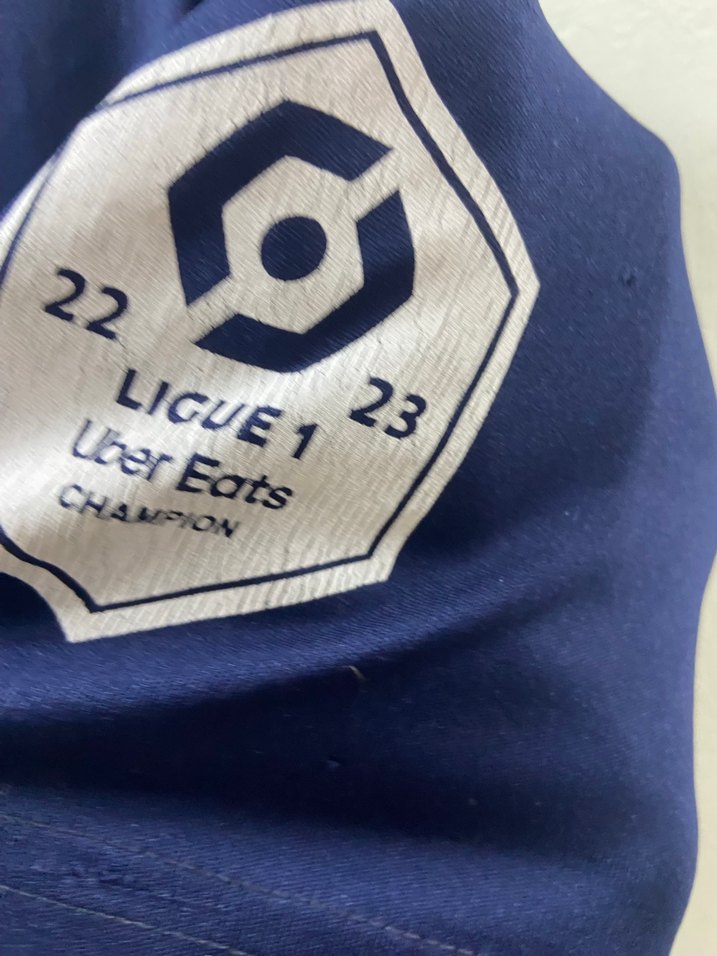 22 23
LIGUE 1
Uber Eats
CHAMPION